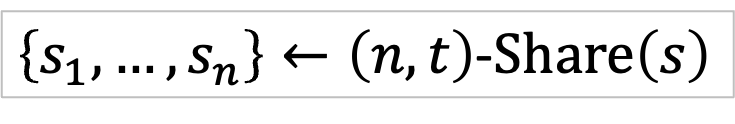 {s₁, … , sₙ} ← (n, t)-Share(s)